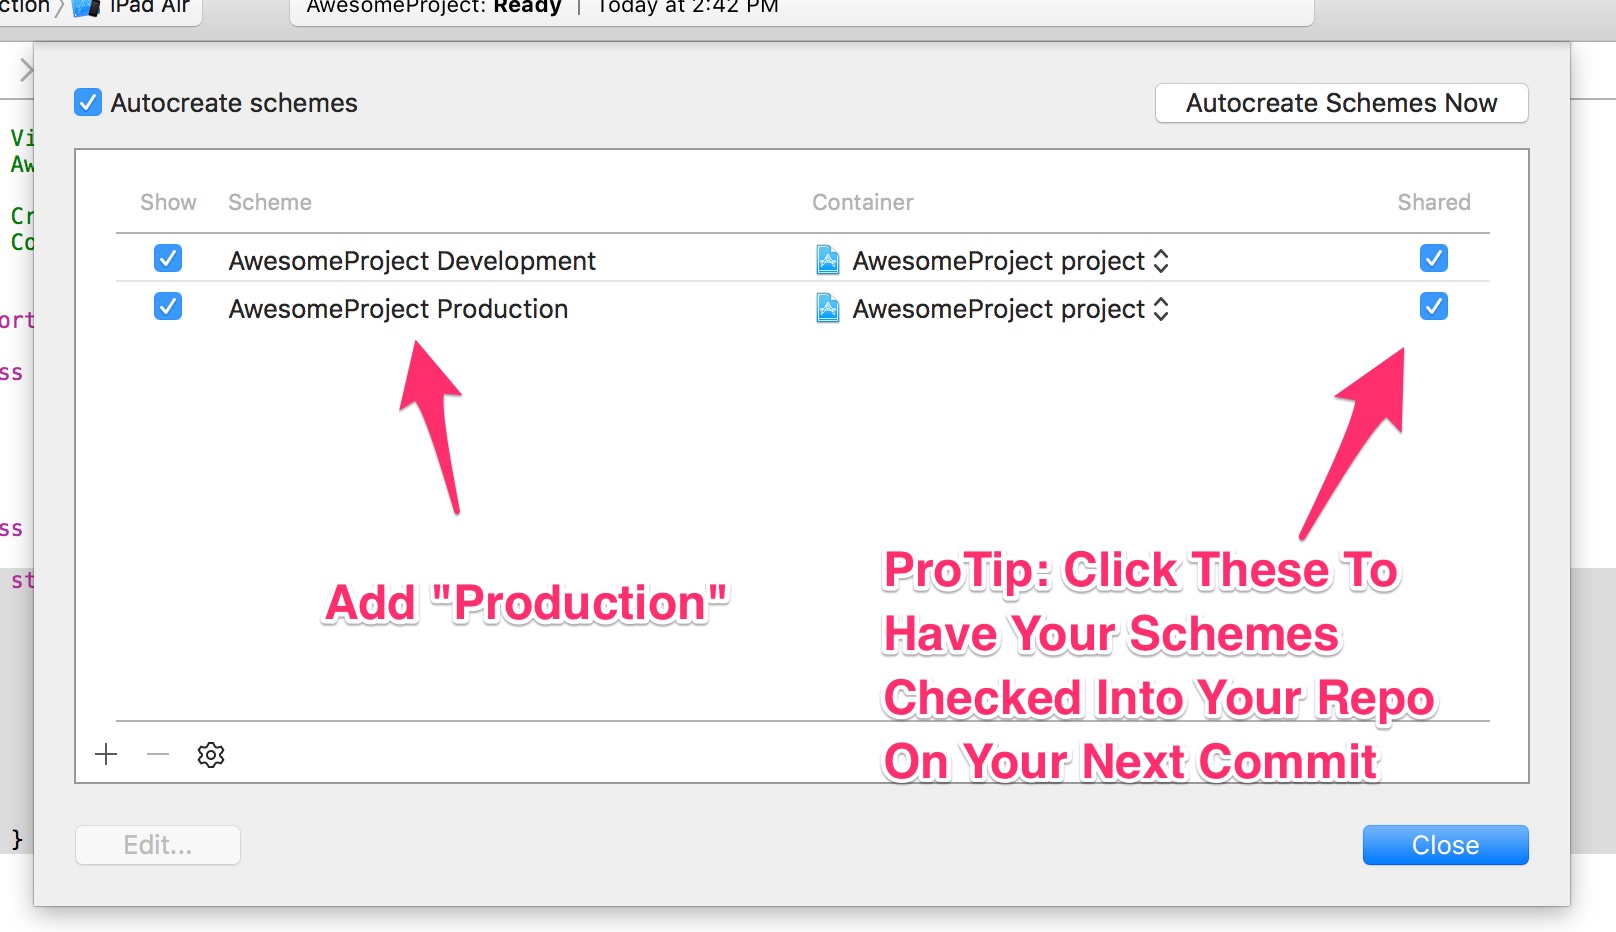 ction iPad Air AwesomeProject: Ready | Today at 2:42 PM
Autocreate schemes Autocreate Schemes Now
Vi
Aw
Show Scheme Container Shared
Cr
Co
AwesomeProject Development AwesomeProject project
AwesomeProject Production AwesomeProject project
ort
ss
ss
st
Add "Production"
ProTip: Click These To
Have Your Schemes
Checked Into Your Repo
On Your Next Commit
}
Edit...
Close